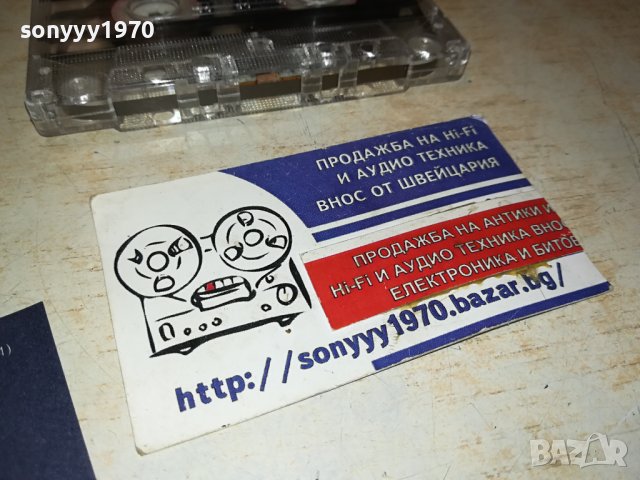 sonyyy1970
ПРОДАЖБА НА Hi-Fi
И АУДИО ТЕХНИКА
ВНОС ОТ ШВЕЙЦАРИЯ
ПРОДАЖБА НА АНТИКИ
Hi-Fi И АУДИО ТЕХНИКА ВНО
ЕЛЕКТРОНИКА И БИТОВ
http://sonyyy1970.bazar.bg/
BAZAR